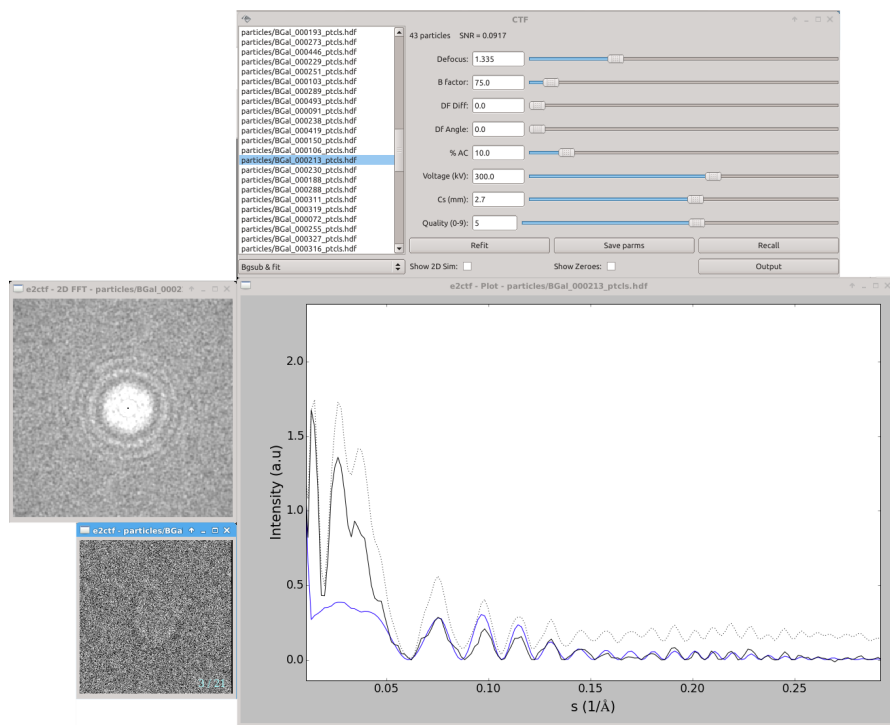 CTF
particles/BGal_000193_ptcls.hdf
particles/BGal_000273_ptcls.hdf
particles/BGal_000446_ptcls.hdf
particles/BGal_000229_ptcls.hdf
particles/BGal_000251_ptcls.hdf
particles/BGal_000103_ptcls.hdf
particles/BGal_000289_ptcls.hdf
particles/BGal_000493_ptcls.hdf
particles/BGal_000091_ptcls.hdf
particles/BGal_000238_ptcls.hdf
particles/BGal_000419_ptcls.hdf
particles/BGal_000150_ptcls.hdf
particles/BGal_000106_ptcls.hdf
particles/BGal_000213_ptcls.hdf
particles/BGal_000230_ptcls.hdf
particles/BGal_000188_ptcls.hdf
particles/BGal_000288_ptcls.hdf
particles/BGal_000311_ptcls.hdf
particles/BGal_000319_ptcls.hdf
particles/BGal_000072_ptcls.hdf
particles/BGal_000255_ptcls.hdf
particles/BGal_000327_ptcls.hdf
particles/BGal_000316_ptcls.hdf
Bgsub & fit
43 particles SNR = 0.0917
Defocus: 1.335
B factor: 75.0
DF Diff: 0.0
Df Angle: 0.0
% AC 10.0
Voltage (kV): 300.0
Cs (mm): 2.7
Quality (0-9): 5
Refit Save parms Recall
Show 2D Sim: Show Zeroes: Output
e2ctf - 2D FFT - particles/BGal_0002
e2ctf - particles/BGa
e2ctf - Plot - particles/BGal_000213_ptcls.hdf
Intensity (a.u)
2.0
1.5
1.0
0.5
0.0
0.05 0.10 0.15 0.20 0.25
s (1/Å)